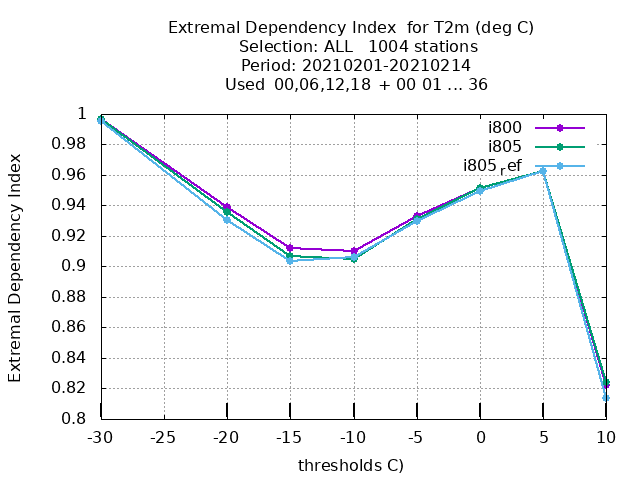 Extremal Dependency Index  for T2m (deg C)
Selection: ALL   1004 stations
Period: 20210201-20210214
Used  00,06,12,18  + 00 01 ... 36
1
0.98
0.96
0.94
0.92
0.9
0.88
0.86
0.84
0.82
0.8
Extremal Dependency Index
i800
i805
i805ref
-30 -25 -20 -15 -10 -5 0 5 10
thresholds C)